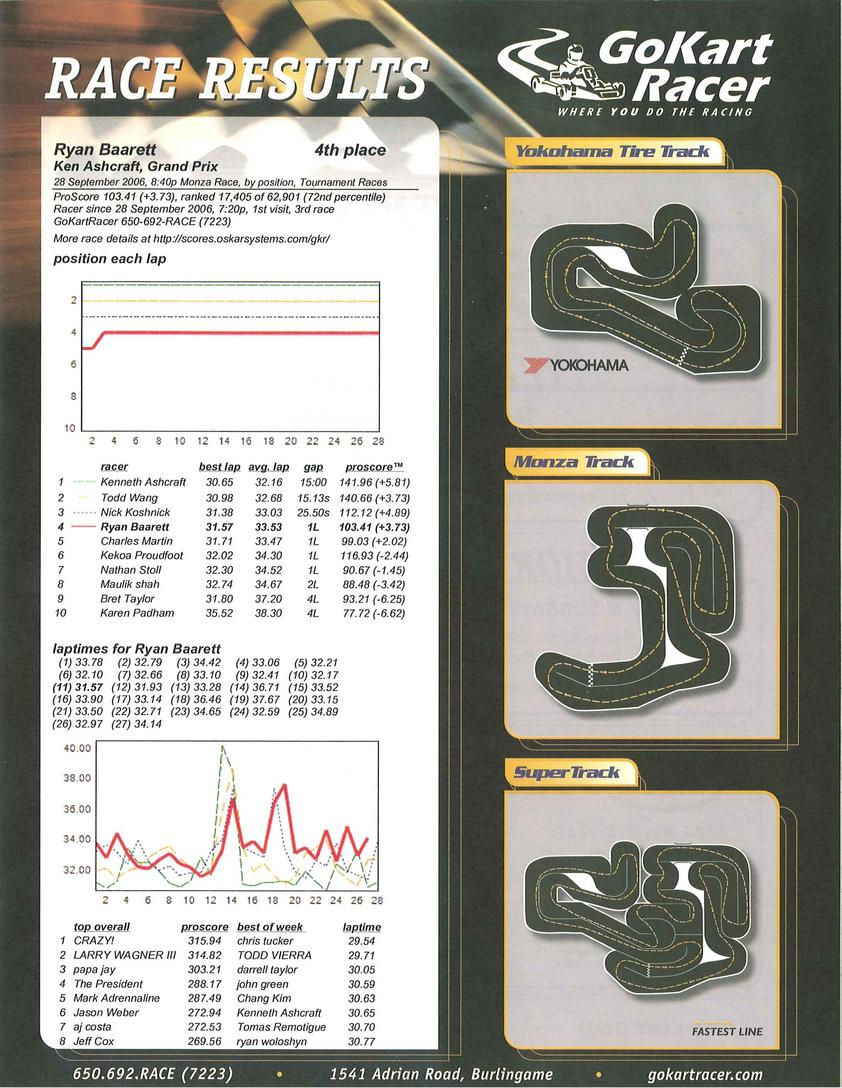 RACE RESULTS
GoKart
Racer
WHERE YOU DO THE RACING
Ryan Baarett 4th place
Ken Ashcraft, Grand Prix
28 September 2006, 8:40p Monza Race, by position, Tournament Races
ProScore 103.41 (+3.73), ranked 17,405 of 62,901 (72nd percentile)
Racer since 28 September 2006, 7:20p, 1st visit, 3rd race
GoKartRacer 650-692-RACE (7223)
More race details at http://scores.oskarsystems.com/gkr/
position each lap
2
4
6
8
10
2 4 6 8 10 12 14 16 18 20 22 24 26 28
racer best lap avg. lap gap proscore™
1 Kenneth Ashcraft 30.65 32.16 15:00 141.96 (+5.81)
2 Todd Wang 30.98 32.68 15.13s 140.66 (+3.73)
3 Nick Koshnick 31.38 33.03 25.50s 112.12 (+4.89)
4 Ryan Baarett 31.57 33.53 1L 103.41 (+3.73)
5 Charles Martin 31.71 33.47 1L 99.03 (+2.02)
6 Kekoa Proudfoot 32.02 34.30 1L 116.93 (-2.44)
7 Nathan Stoll 32.30 34.52 1L 90.67 (-1.45)
8 Maulik shah 32.74 34.67 2L 88.48 (-3.42)
9 Bret Taylor 31.80 37.20 4L 93.21 (-6.25)
10 Karen Padham 35.52 38.30 4L 77.72 (-6.62)
laptimes for Ryan Baarett
(1) 33.78 (2) 32.79 (3) 34.42 (4) 33.06 (5) 32.21
(6) 32.10 (7) 32.66 (8) 33.10 (9) 32.41 (10) 32.17
(11) 31.57 (12) 31.93 (13) 33.28 (14) 36.71 (15) 33.52
(16) 33.90 (17) 33.14 (18) 36.46 (19) 37.67 (20) 33.15
(21) 33.50 (22) 32.71 (23) 34.65 (24) 32.59 (25) 34.89
(26) 32.97 (27) 34.14
40.00
38.00
36.00
34.00
32.00
2 4 6 8 10 12 14 16 18 20 22 24 26 28
top overall proscore best of week laptime
1 CRAZY! 315.94 chris tucker 29.54
2 LARRY WAGNER III 314.82 TODD VIERRA 29.71
3 papa jay 303.21 darrell taylor 30.05
4 The President 288.17 john green 30.59
5 Mark Adrennaline 287.49 Chang Kim 30.63
6 Jason Weber 272.94 Kenneth Ashcraft 30.65
7 aj costa 272.53 Tomas Remotigue 30.70
8 Jeff Cox 269.56 ryan woloshyn 30.77
Yokohama Tire Track
YOKOHAMA
Monza Track
SuperTrack
FASTEST LINE
650.692.RACE (7223) • 1541 Adrian Road, Burlingame • gokartracer.com